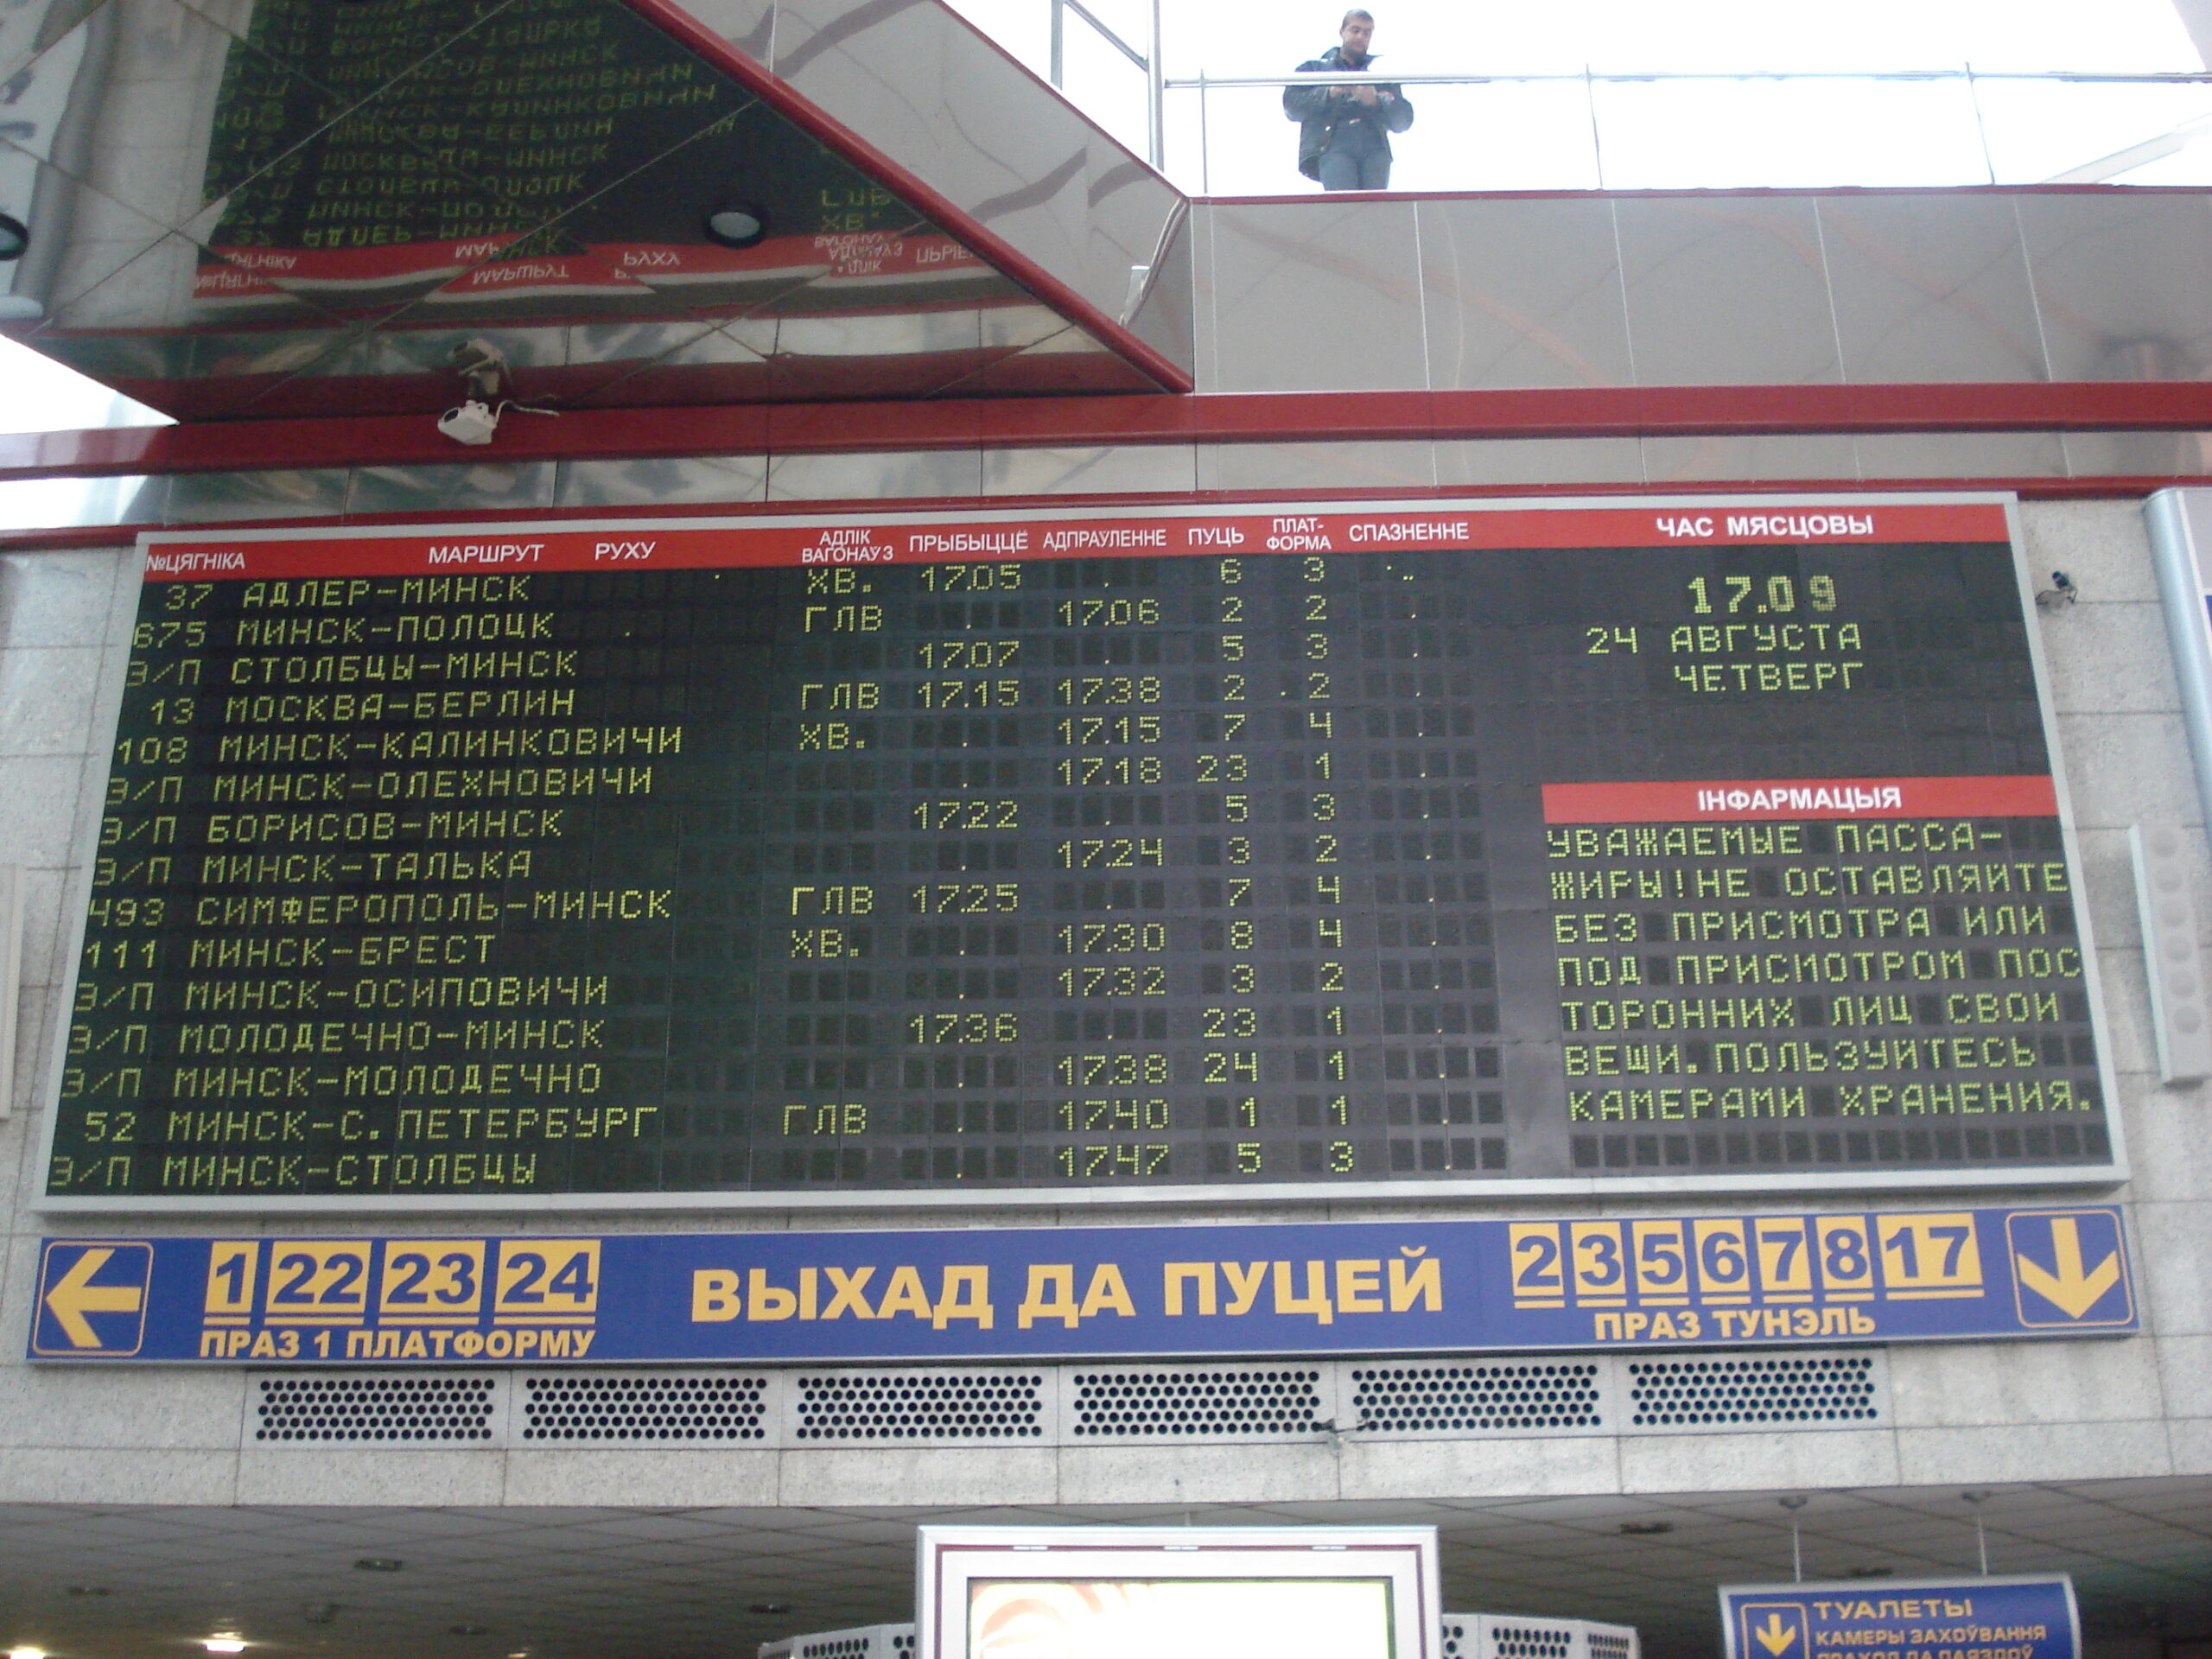 №ЦЯГНІКА МАРШРУТ РУХУ АДЛІК ВАГОНАЎ З ПРЫБЫЦЦЁ АДПРАЎЛЕННЕ ПУЦЬ ПЛАТ-ФОРМА СПАЗНЕННЕ
37 АДЛЕР-МИНСК ХВ. 17.05 6 3
675 МИНСК-ПОЛОЦК ГЛВ 17.06 2 2
Э/П СТОЛБЦЫ-МИНСК 17.07 5 3
13 МОСКВА-БЕРЛИН ГЛВ 17.15 17.38 2 2
108 МИНСК-КАЛИНКОВИЧИ ХВ. 17.15 7 4
Э/П МИНСК-ОЛЕХНОВИЧИ 17.18 23 1
Э/П БОРИСОВ-МИНСК 17.22 5 3
Э/П МИНСК-ТАЛЬКА 17.24 3 2
493 СИМФЕРОПОЛЬ-МИНСК ГЛВ 17.25 7 4
111 МИНСК-БРЕСТ ХВ. 17.30 8 4
Э/П МИНСК-ОСИПОВИЧИ 17.32 3 2
Э/П МОЛОДЕЧНО-МИНСК 17.36 23 1
Э/П МИНСК-МОЛОДЕЧНО 17.38 24 1
52 МИНСК-С.ПЕТЕРБУРГ ГЛВ 17.40 1 1
Э/П МИНСК-СТОЛБЦЫ 17.47 5 3
ЧАС МЯСЦОВЫ
17.09
24 АВГУСТА
ЧЕТВЕРГ
ІНФАРМАЦЫЯ
УВАЖАЕМЫЕ ПАССА-
ЖИРЫ!НЕ ОСТАВЛЯЙТЕ
БЕЗ ПРИСМОТРА ИЛИ
ПОД ПРИСМОТРОМ ПОС
ТОРОННИХ ЛИЦ СВОИ
ВЕЩИ.ПОЛЬЗУЙТЕСЬ
КАМЕРАМИ ХРАНЕНИЯ.
1 22 23 24
ПРАЗ 1 ПЛАТФОРМУ
ВЫХАД ДА ПУЦЕЙ
2 3 5 6 7 8 17
ПРАЗ ТУНЭЛЬ
ТУАЛЕТЫ
КАМЕРЫ ЗАХОЎВАННЯ
ПРАХОД ДА ПАЯЗДОЎ